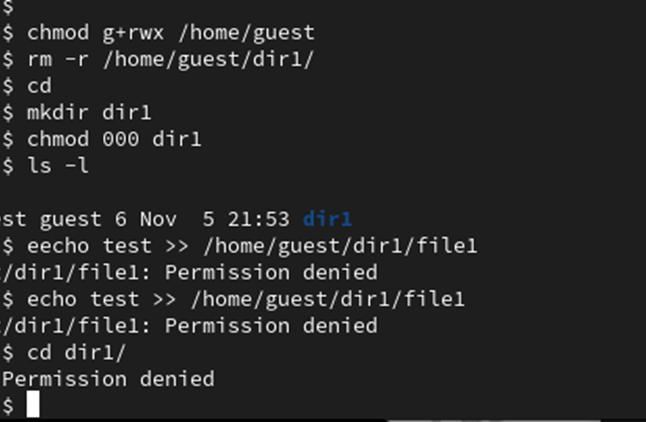 $
$ chmod g+rwx /home/guest
$ rm -r /home/guest/dir1/
$ cd
$ mkdir dir1
$ chmod 000 dir1
$ ls -l
est guest 6 Nov  5 21:53 dir1
$ eecho test >> /home/guest/dir1/file1
/dir1/file1: Permission denied
$ echo test >> /home/guest/dir1/file1
/dir1/file1: Permission denied
$ cd dir1/
Permission denied
$